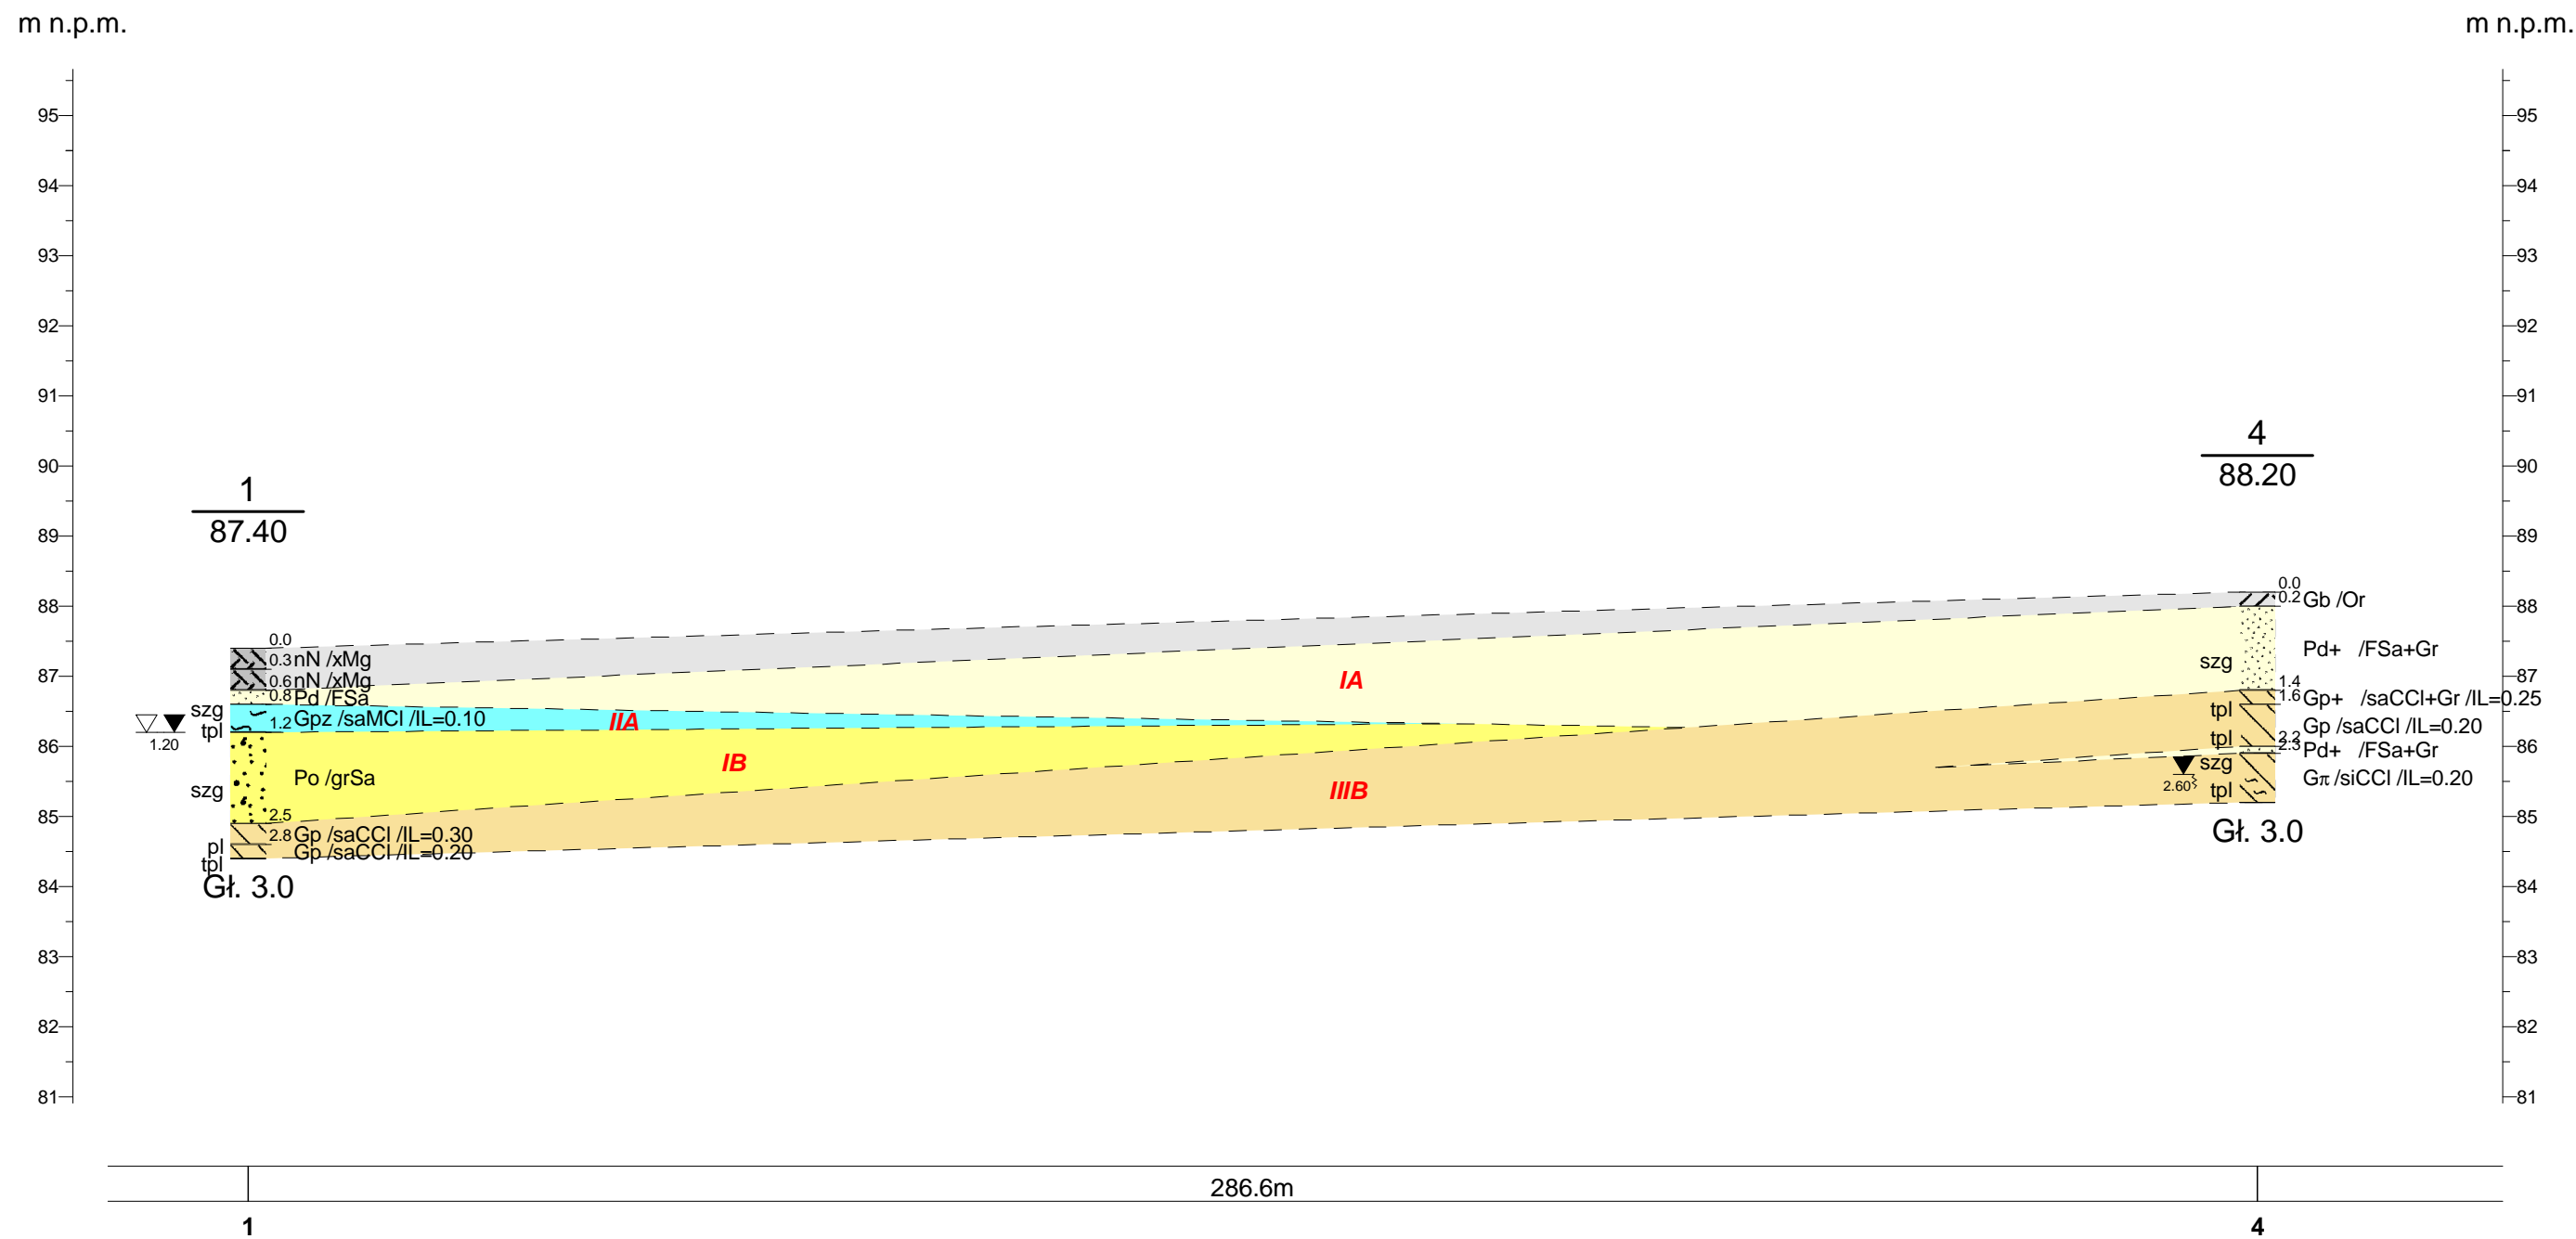 m n.p.m.
m n.p.m.
95
95
94
94
93
93
92
92
91
91
90
90
89
89
88
88
87
87
86
86
85
85
84
84
83
83
82
82
81
81
1
87.40
4
88.20
0.0
0.3 nN /xMg
0.6 nN /xMg
0.8 Pd /FSa
szg
1.2 Gpz /saMCl /IL=0.10
tpl
1.20
Po /grSa
szg
2.5
2.8 Gp /saCCl /IL=0.30
pl
Gp /saCCl /IL=0.20
tpl
Gł. 3.0
IA
IIA
IB
IIIB
0.0
0.2 Gb /Or
Pd+ /FSa+Gr
szg
1.4
1.6 Gp+ /saCCl+Gr /IL=0.25
tpl
Gp /saCCl /IL=0.20
tpl
2.2
2.3 Pd+ /FSa+Gr
szg
Gπ /siCCl /IL=0.20
2.60
tpl
Gł. 3.0
286.6m
1
4